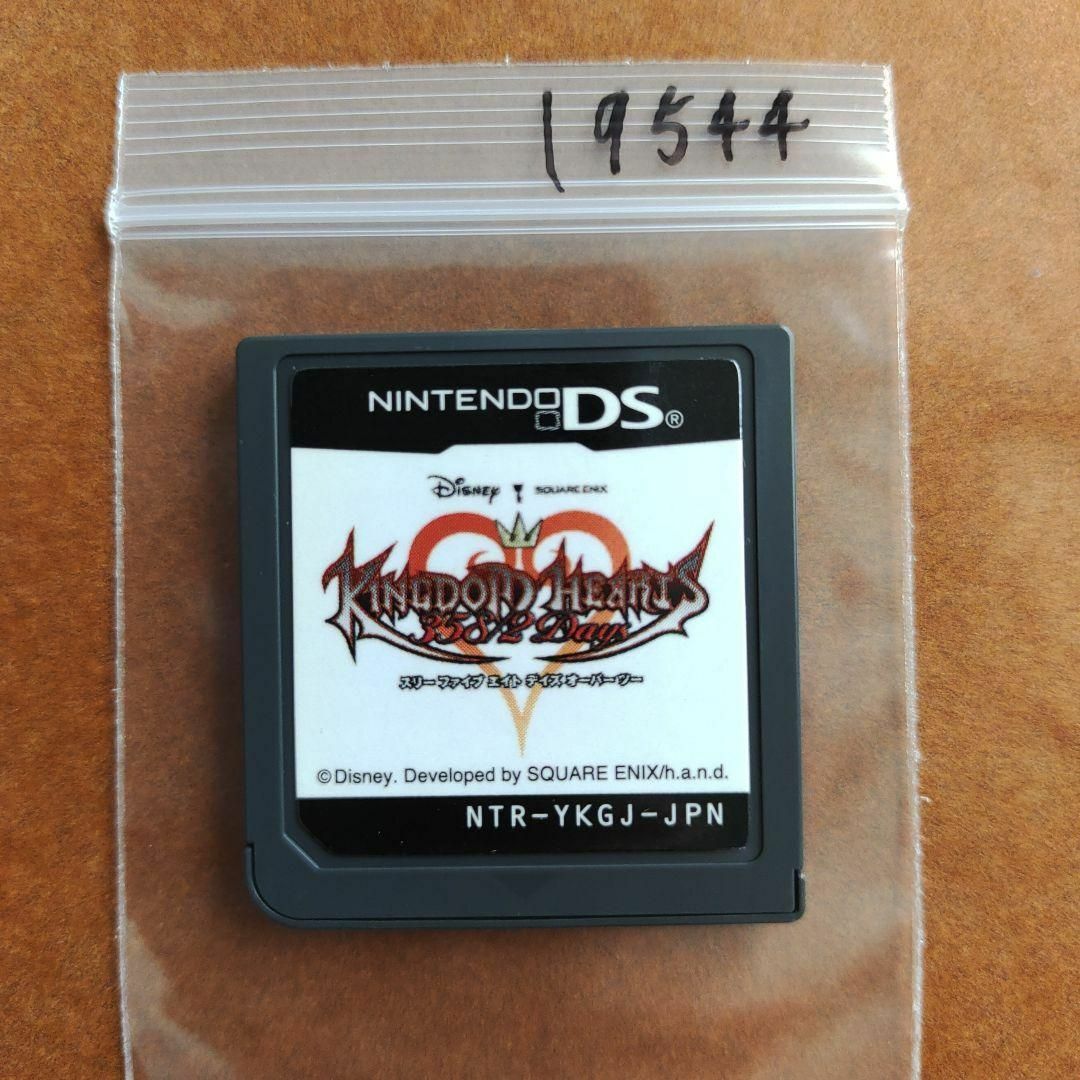 19544
NINTENDO DS®
Disney SQUARE ENIX
KINGDOM HEARTS
358/2 Days
スリー ファイブ エイト デイズ オーバー ツー
©Disney. Developed by SQUARE ENIX/h.a.n.d.
NTR-YKGJ-JPN